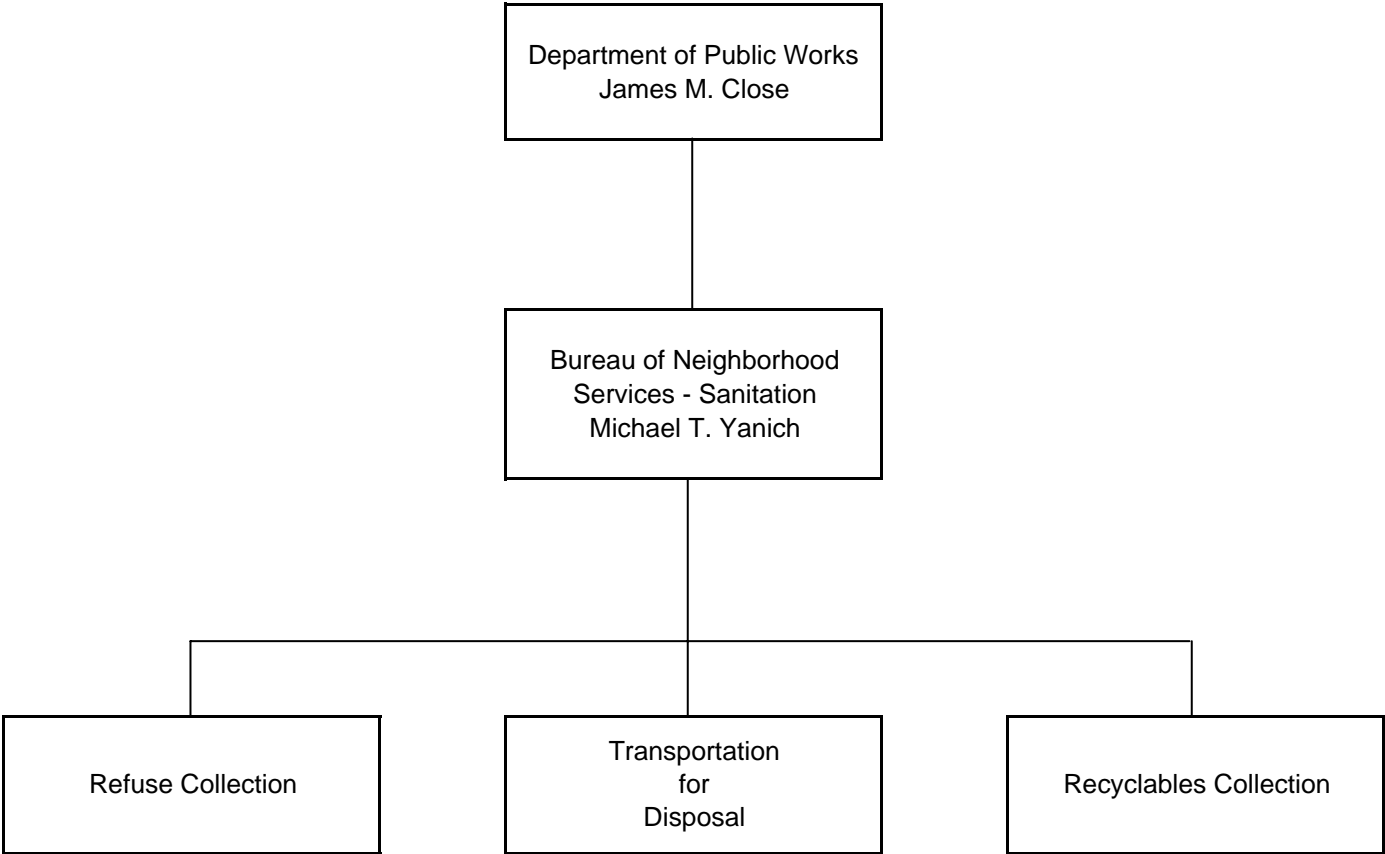 Department of Public Works
James M. Close
Bureau of Neighborhood
Services - Sanitation
Michael T. Yanich
Refuse Collection
Transportation
for
Disposal
Recyclables Collection